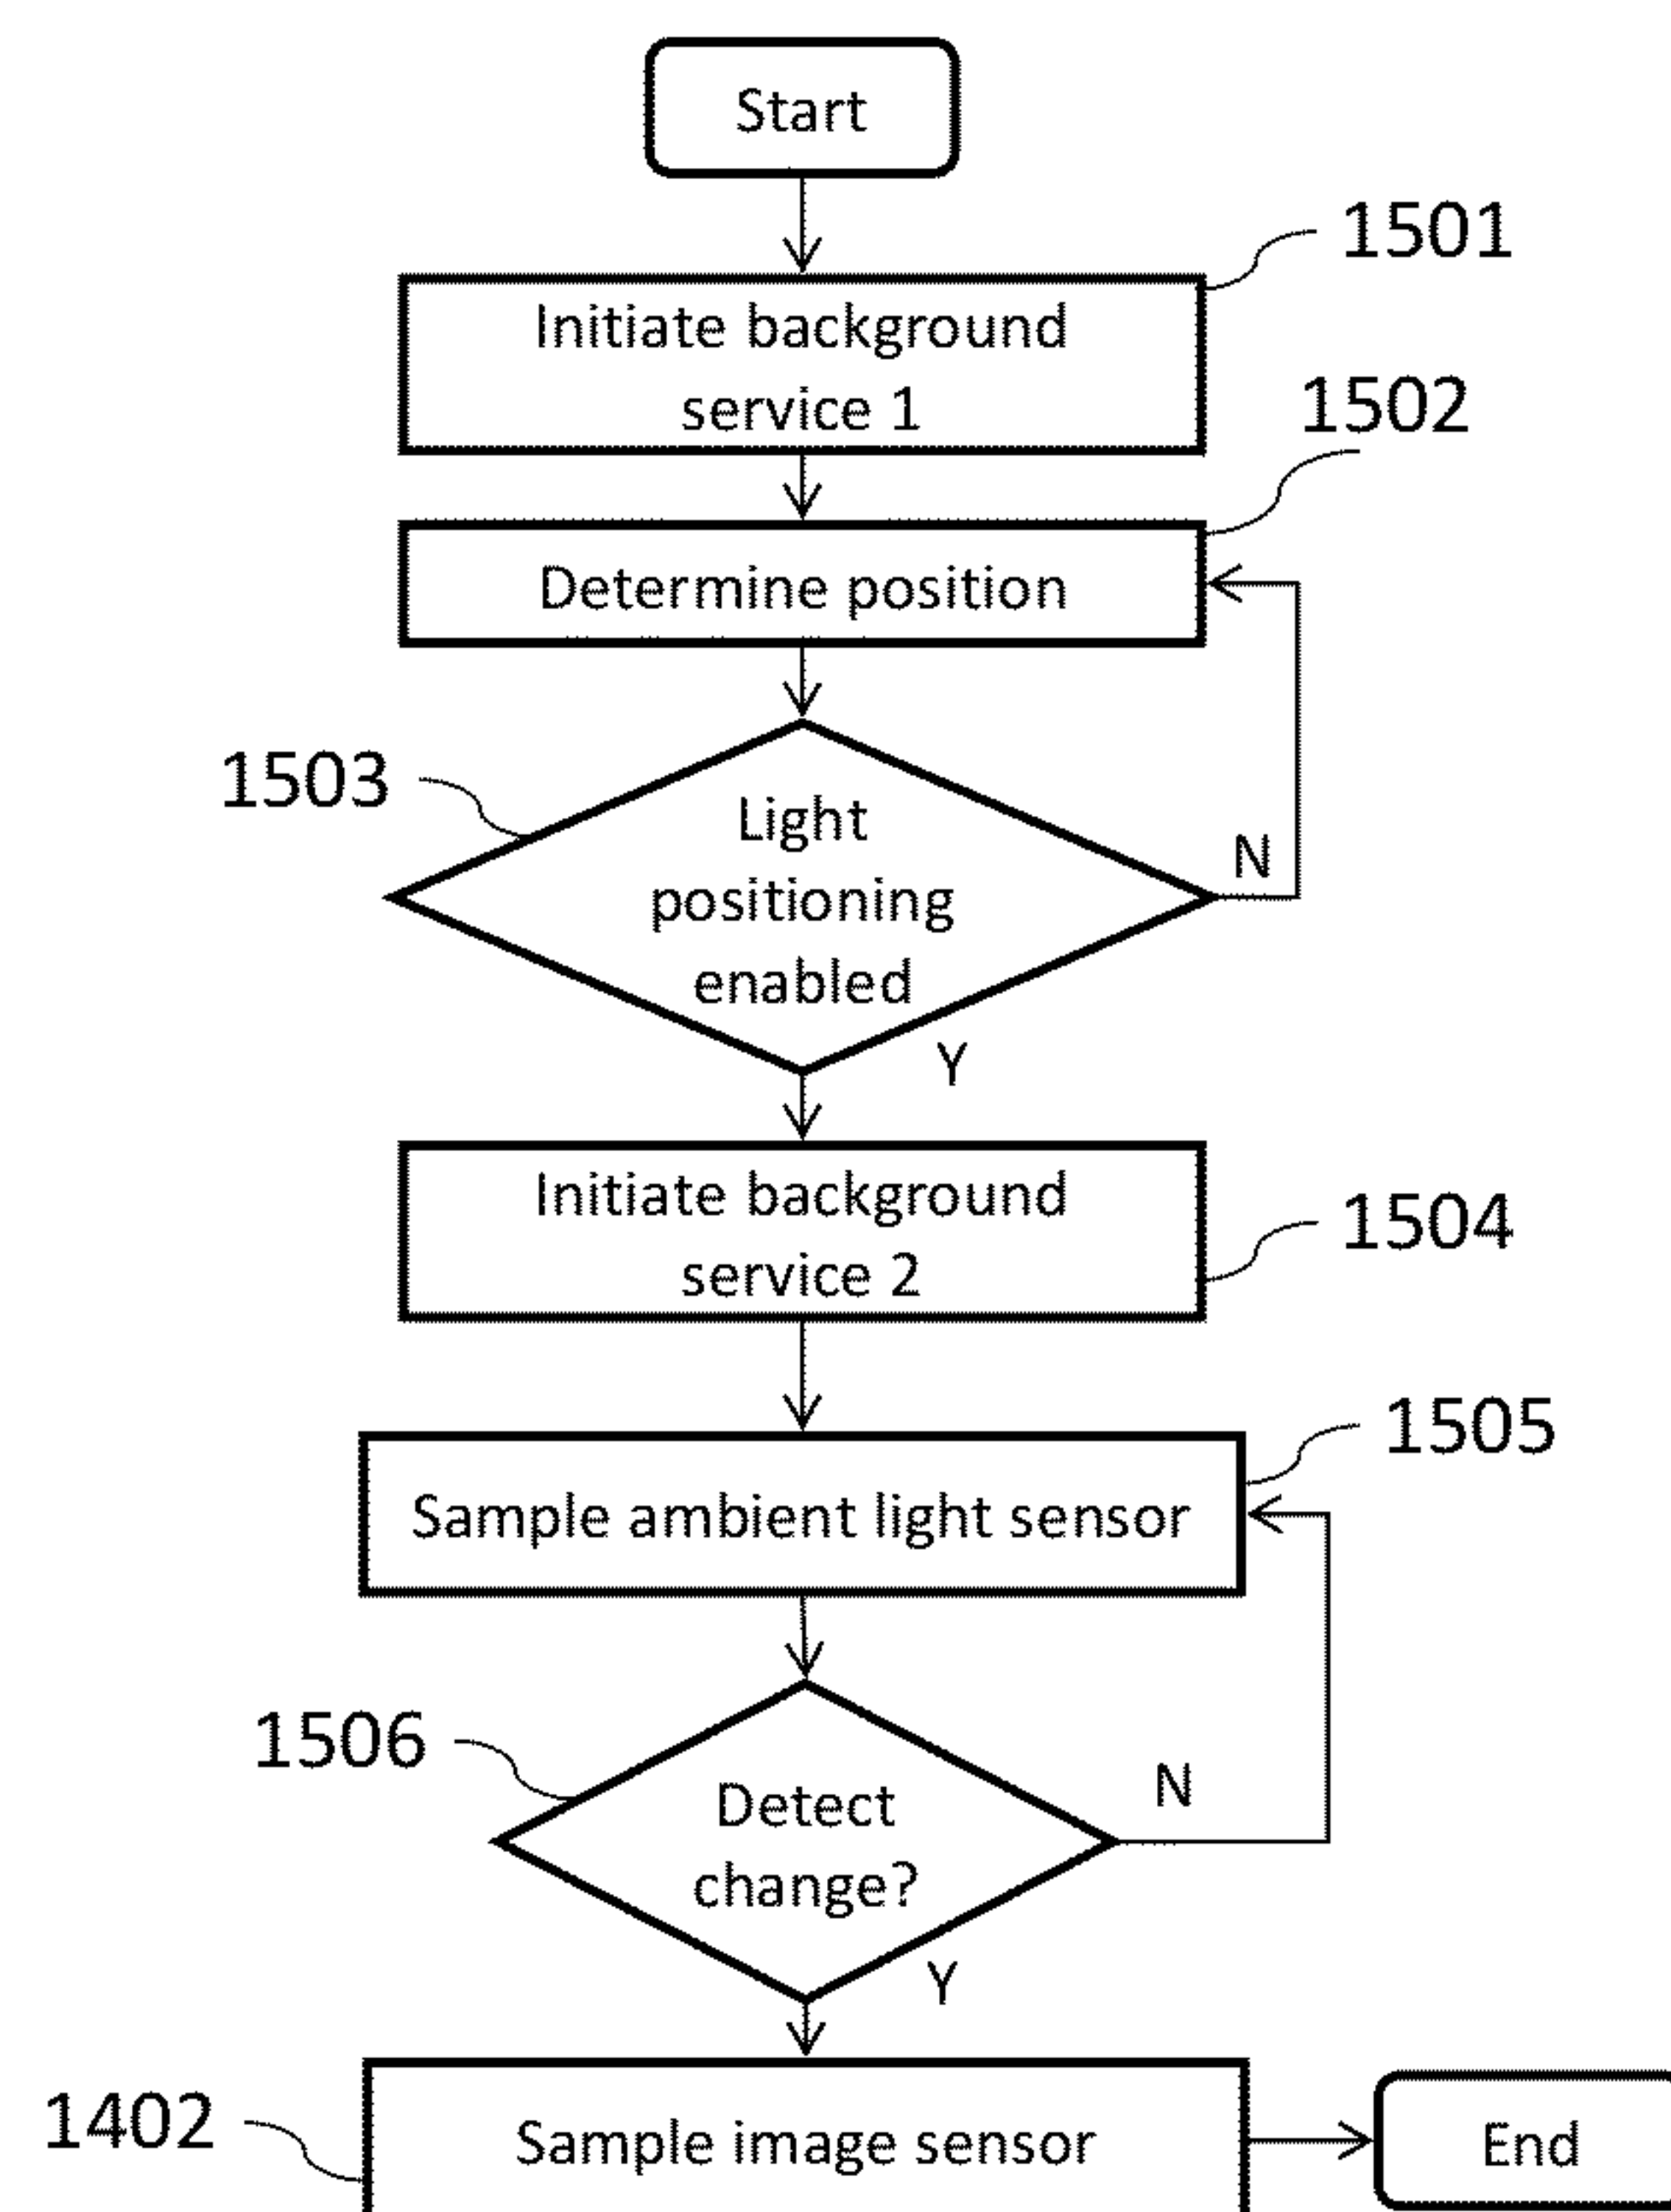 Start
1501
Initiate background
service 1
1502
Determine position
1503
Light
positioning
enabled
N
Y
Initiate background
service 2
1504
1505
Sample ambient light sensor
1506
Detect
change?
N
Y
1402
Sample image sensor
End